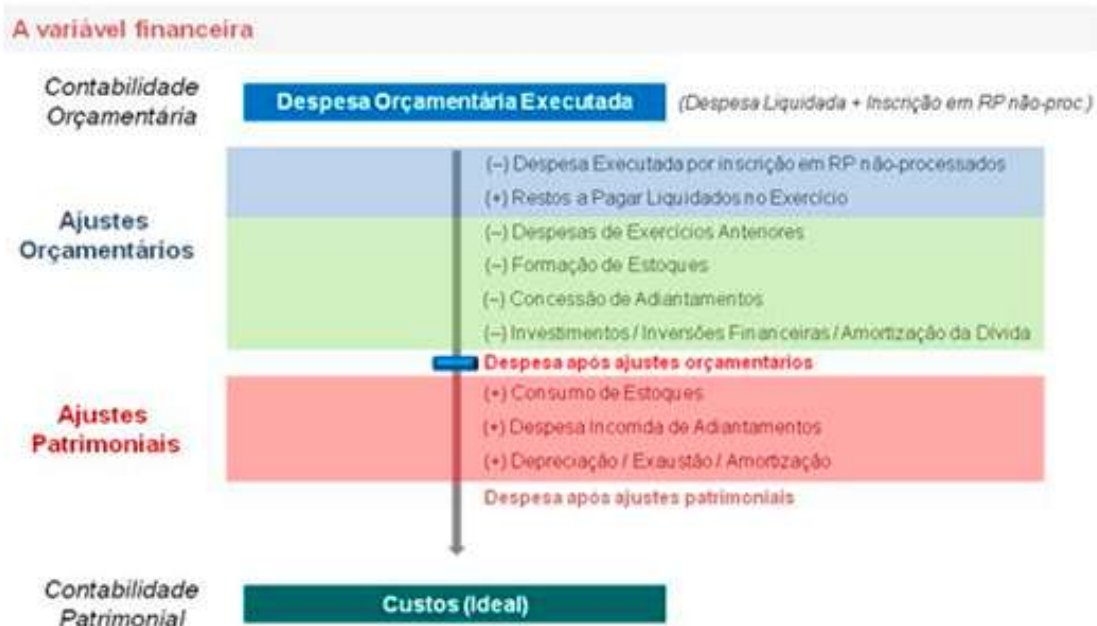 A variável financeira
Contabilidade
Orçamentária
Despesa Orçamentária Executada
(Despesa Liquidada + Inscrição em RP não-proc.)
Ajustes
Orçamentários
(–) Despesa Executada por inscrição em RP não-processados
(+) Restos a Pagar Liquidados no Exercício
(–) Despesas de Exercícios Anteriores
(–) Formação de Estoques
(–) Concessão de Adiantamentos
(–) Investimentos / Inversões Financeiras / Amortização da Dívida
Despesa após ajustes orçamentários
Ajustes
Patrimoniais
(+) Consumo de Estoques
(+) Despesa Incorrida de Adiantamentos
(+) Depreciação / Exaustão / Amortização
Despesa após ajustes patrimoniais
Contabilidade
Patrimonial
Custos (Ideal)